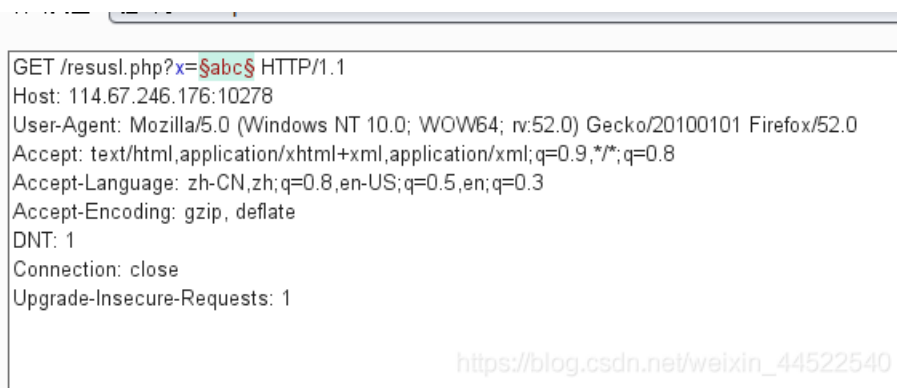 GET /resusl.php?x=§abc§ HTTP/1.1
Host: 114.67.246.176:10278
User-Agent: Mozilla/5.0 (Windows NT 10.0; WOW64; rv:52.0) Gecko/20100101 Firefox/52.0
Accept: text/html,application/xhtml+xml,application/xml;q=0.9,*/*;q=0.8
Accept-Language: zh-CN,zh;q=0.8,en-US;q=0.5,en;q=0.3
Accept-Encoding: gzip, deflate
DNT: 1
Connection: close
Upgrade-Insecure-Requests: 1
https://blog.csdn.net/weixin_44522540